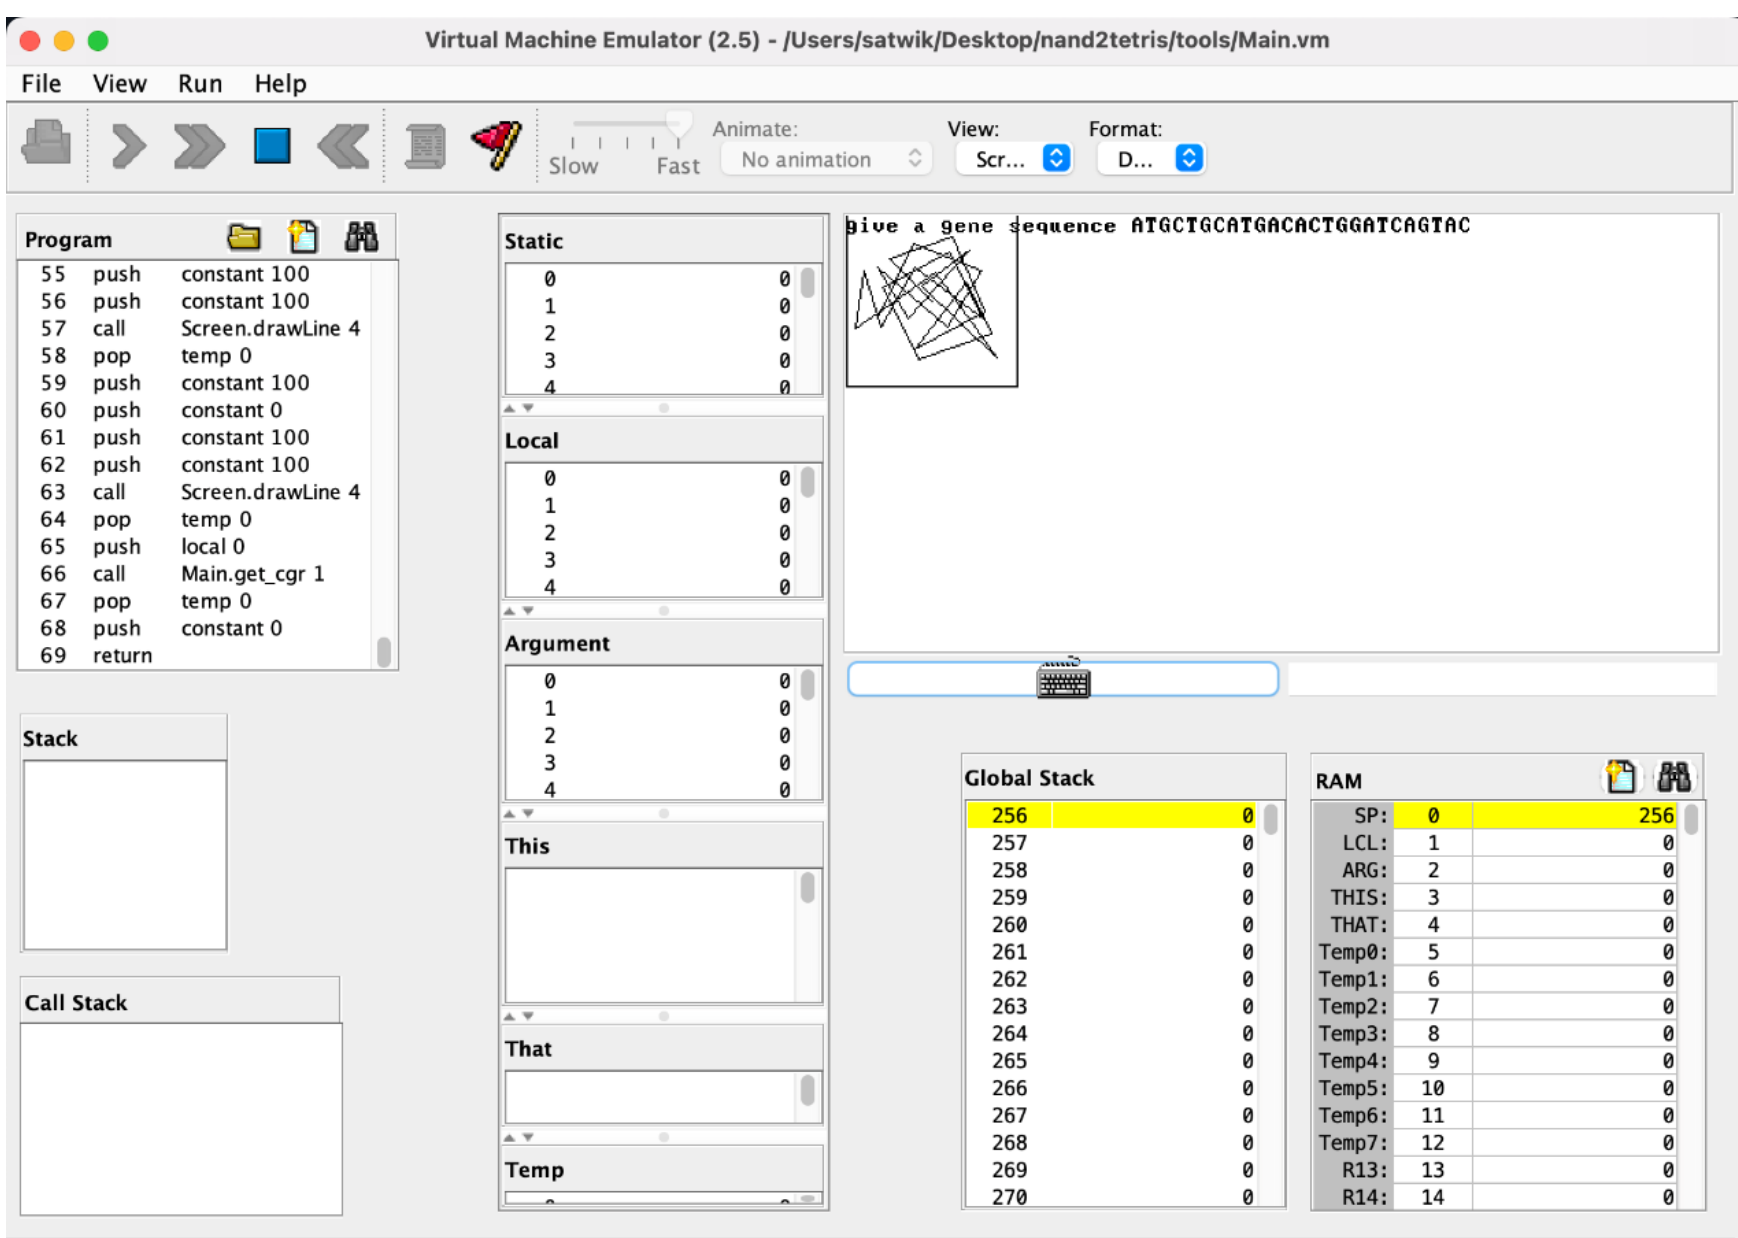 Virtual Machine Emulator (2.5) - /Users/satwik/Desktop/nand2tetris/tools/Main.vm
File View Run Help
Slow Fast
Animate:
No animation
View:
Scr...
Format:
D...
Program
55 push constant 100
56 push constant 100
57 call Screen.drawLine 4
58 pop temp 0
59 push constant 100
60 push constant 0
61 push constant 100
62 push constant 100
63 call Screen.drawLine 4
64 pop temp 0
65 push local 0
66 call Main.get_cgr 1
67 pop temp 0
68 push constant 0
69 return
Stack
Call Stack
Static
0 0
1 0
2 0
3 0
4 0
Local
0 0
1 0
2 0
3 0
4 0
Argument
0 0
1 0
2 0
3 0
4 0
This
That
Temp
give a gene sequence ATGCTGCATGACACTGGATCAGTAC
Global Stack
256 0
257 0
258 0
259 0
260 0
261 0
262 0
263 0
264 0
265 0
266 0
267 0
268 0
269 0
270 0
RAM
SP: 0 256
LCL: 1 0
ARG: 2 0
THIS: 3 0
THAT: 4 0
Temp0: 5 0
Temp1: 6 0
Temp2: 7 0
Temp3: 8 0
Temp4: 9 0
Temp5: 10 0
Temp6: 11 0
Temp7: 12 0
R13: 13 0
R14: 14 0